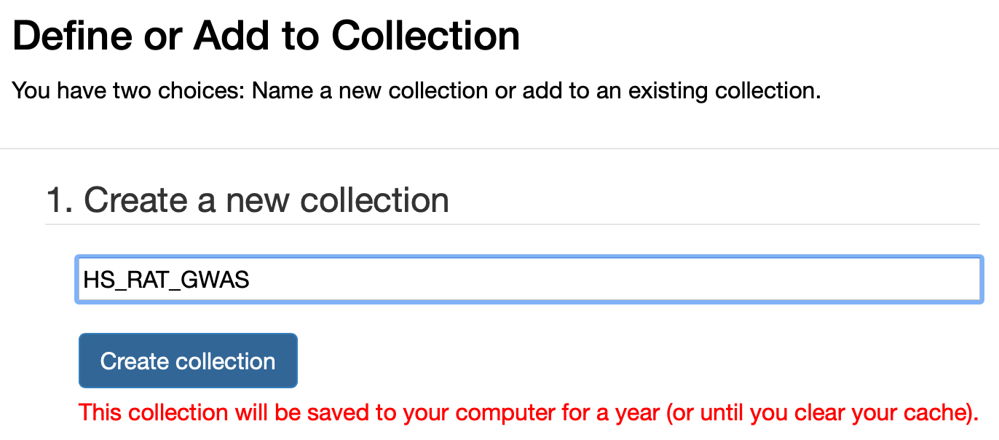 Define or Add to Collection
You have two choices: Name a new collection or add to an existing collection.
1. Create a new collection
HS_RAT_GWAS
Create collection
This collection will be saved to your computer for a year (or until you clear your cache).